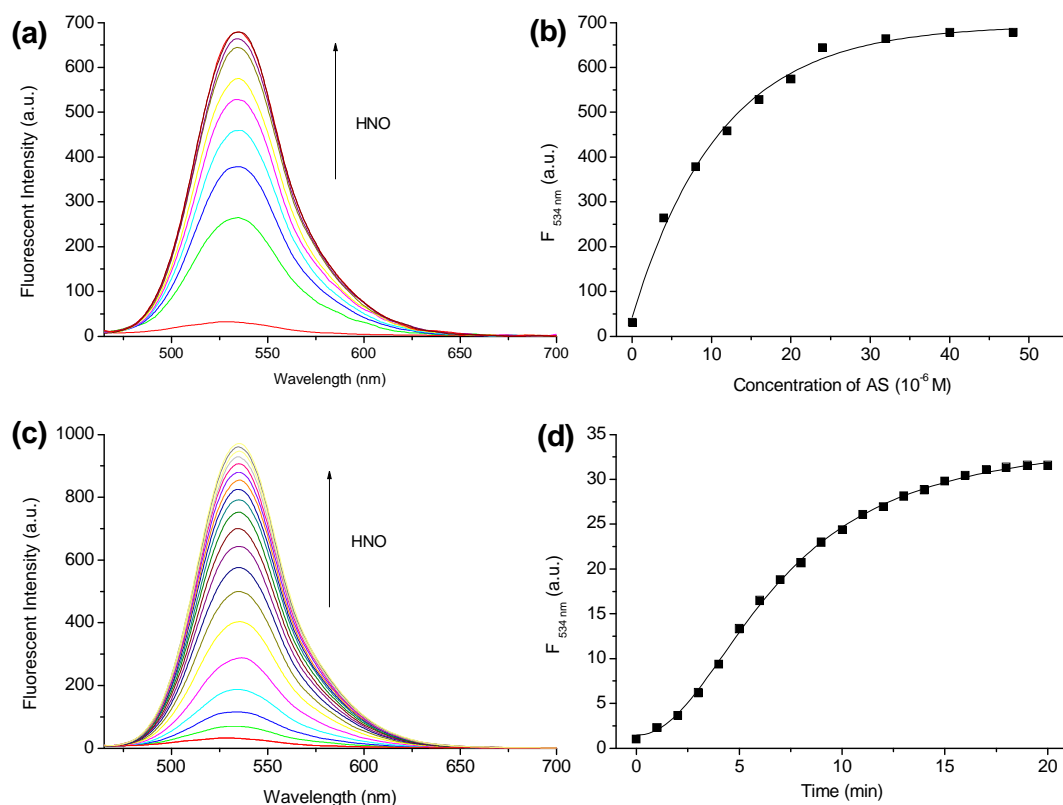 (a)
700
600
500
400
300
200
100
0
Fluorescent Intensity (a.u.)
HNO
500 550 600 650 700
Wavelength (nm)
(b)
700
600
500
400
300
200
100
0
F 534 nm (a.u.)
0 10 20 30 40 50
Concentration of AS (10-6 M)
(c)
1000
800
600
400
200
0
Fluorescent Intensity (a.u.)
HNO
500 550 600 650 700
Wavelength (nm)
(d)
35
30
25
20
15
10
5
0
F 534 nm (a.u.)
0 5 10 15 20
Time (min)